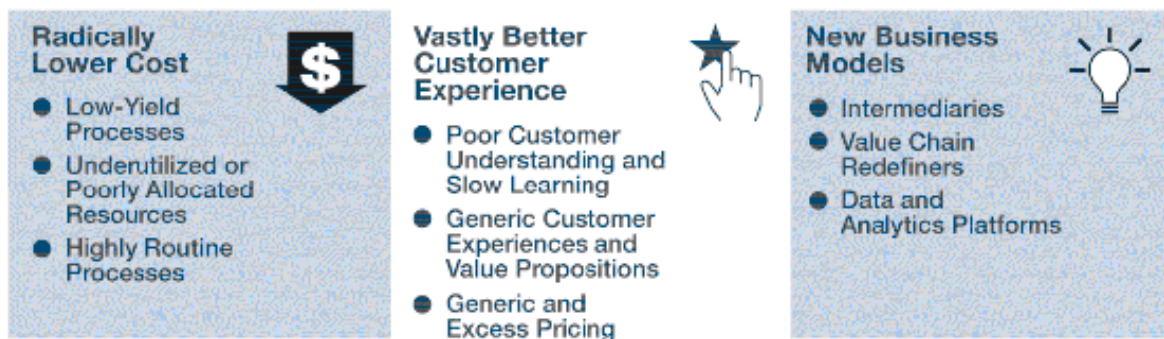 Radically
Lower Cost
$
● Low-Yield
Processes
● Underutilized or
Poorly Allocated
Resources
● Highly Routine
Processes
Vastly Better
Customer
Experience
● Poor Customer
Understanding and
Slow Learning
● Generic Customer
Experiences and
Value Propositions
● Generic and
Excess Pricing
New Business
Models
● Intermediaries
● Value Chain
Redefiners
● Data and
Analytics Platforms